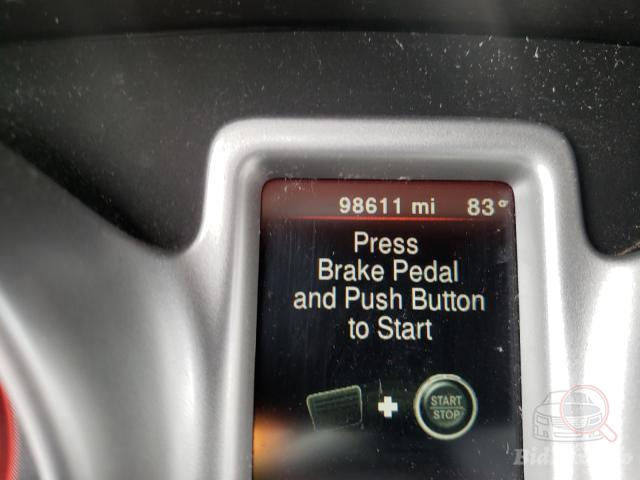 98611 mi 83°F
Press
Brake Pedal
and Push Button
to Start
START
STOP